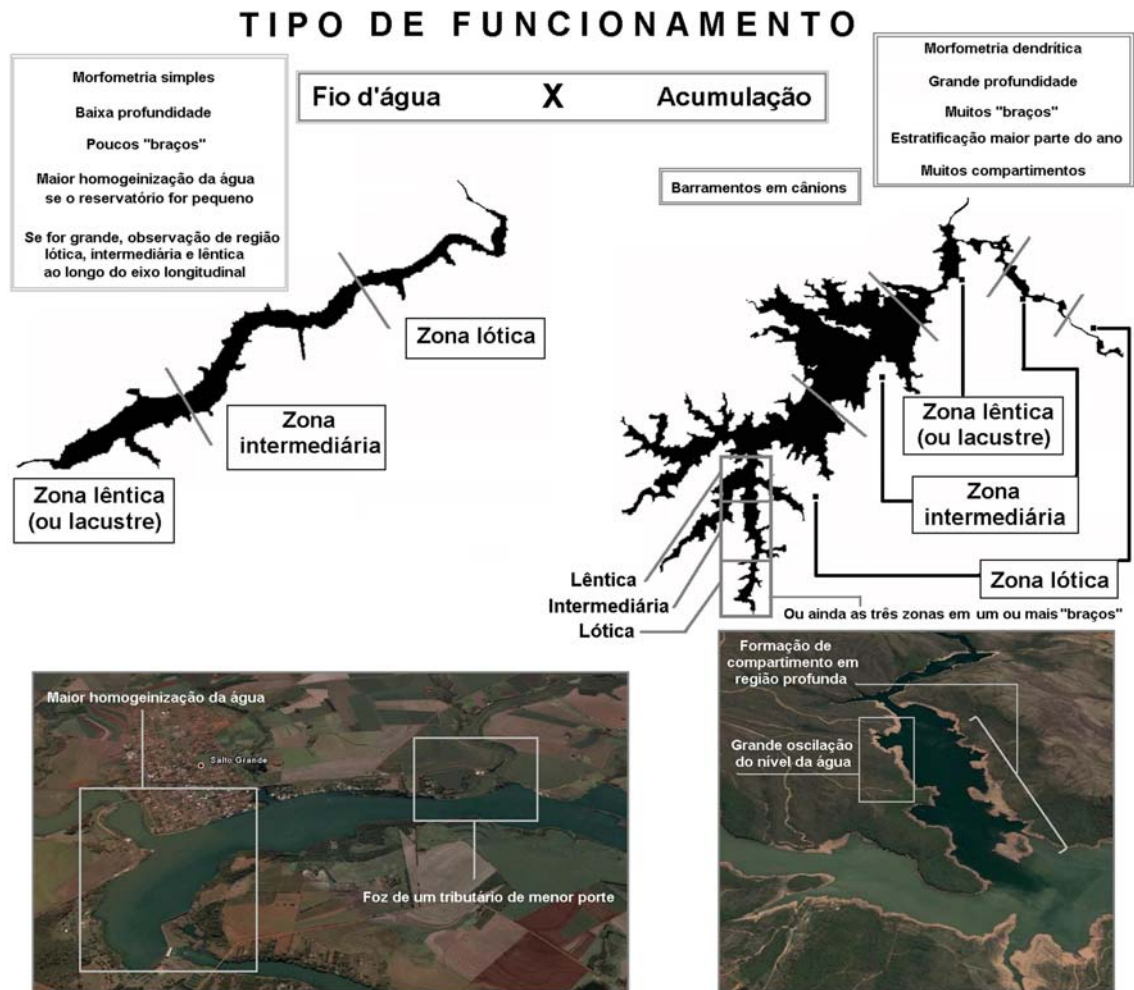 TIPO DE FUNCIONAMENTO
Morfometria simples
Baixa profundidade
Poucos "braços"
Maior homogeinização da água
se o reservatório for pequeno
Se for grande, observação de região
lótica, intermediária e lêntica
ao longo do eixo longitudinal
Fio d'água X Acumulação
Morfometria dendrítica
Grande profundidade
Muitos "braços"
Estratificação maior parte do ano
Muitos compartimentos
Barramentos em cânions
Zona lótica
Zona
intermediária
Zona lêntica
(ou lacustre)
Zona lêntica
(ou lacustre)
Zona
intermediária
Zona lótica
Lêntica
Intermediária
Lótica
Ou ainda as três zonas em um ou mais "braços"
Maior homogeinização da água
Salto Grande
Foz de um tributário de menor porte
Formação de
compartimento em
região profunda
Grande oscilação
do nível da água